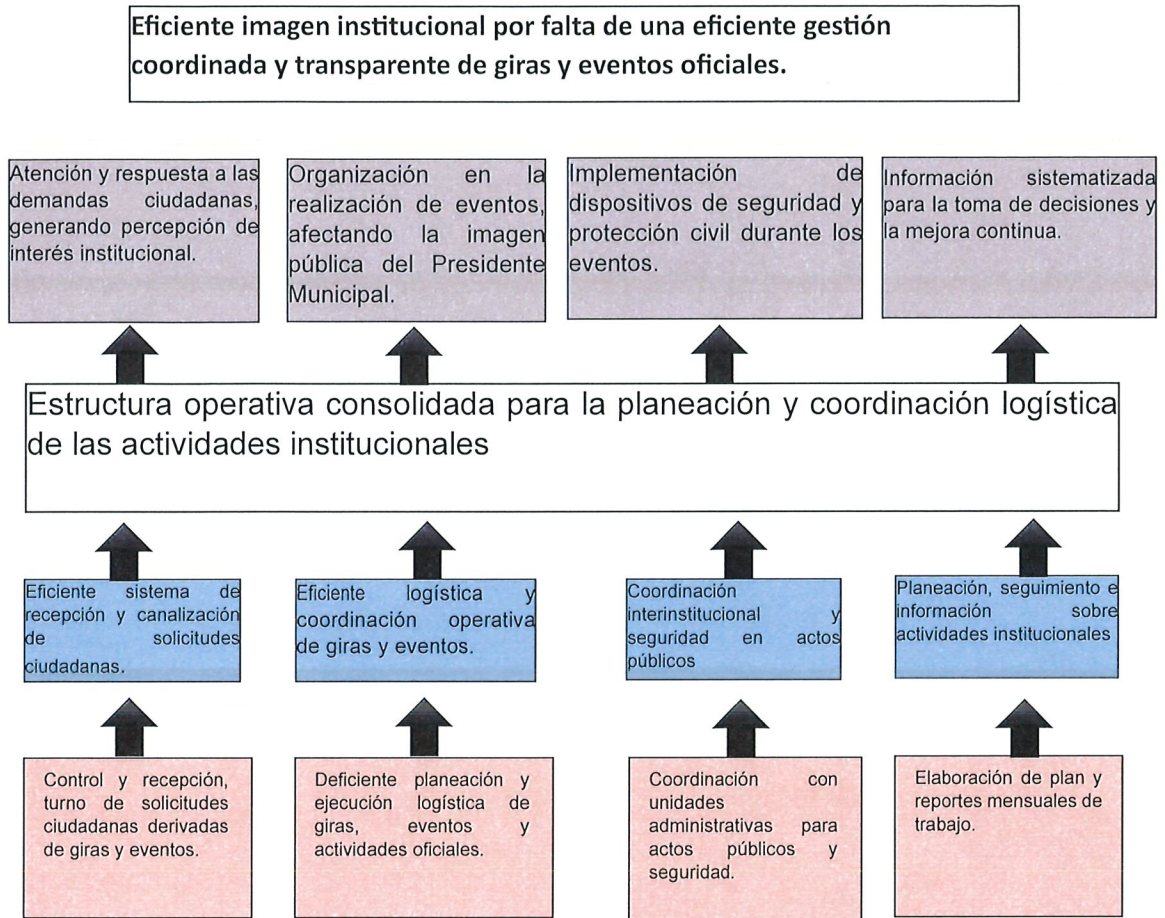 Eficiente imagen institucional por falta de una eficiente gestión
coordinada y transparente de giras y eventos oficiales.
Atención y respuesta a las
demandas ciudadanas,
generando percepción de
interés institucional.
Organización en la
realización de eventos,
afectando la imagen
pública del Presidente
Municipal.
Implementación de
dispositivos de seguridad y
protección civil durante los
eventos.
Información sistematizada
para la toma de decisiones y
la mejora continua.
Estructura operativa consolidada para la planeación y coordinación logística
de las actividades institucionales
Eficiente sistema de
recepción y canalización
de solicitudes
ciudadanas.
Eficiente logística y
coordinación operativa
de giras y eventos.
Coordinación
interinstitucional y
seguridad en actos
públicos
Planeación, seguimiento e
información sobre
actividades institucionales
Control y recepción,
turno de solicitudes
ciudadanas derivadas
de giras y eventos.
Deficiente planeación y
ejecución logística de
giras, eventos y
actividades oficiales.
Coordinación con
unidades
administrativas para
actos públicos y
seguridad.
Elaboración de plan y
reportes mensuales de
trabajo.